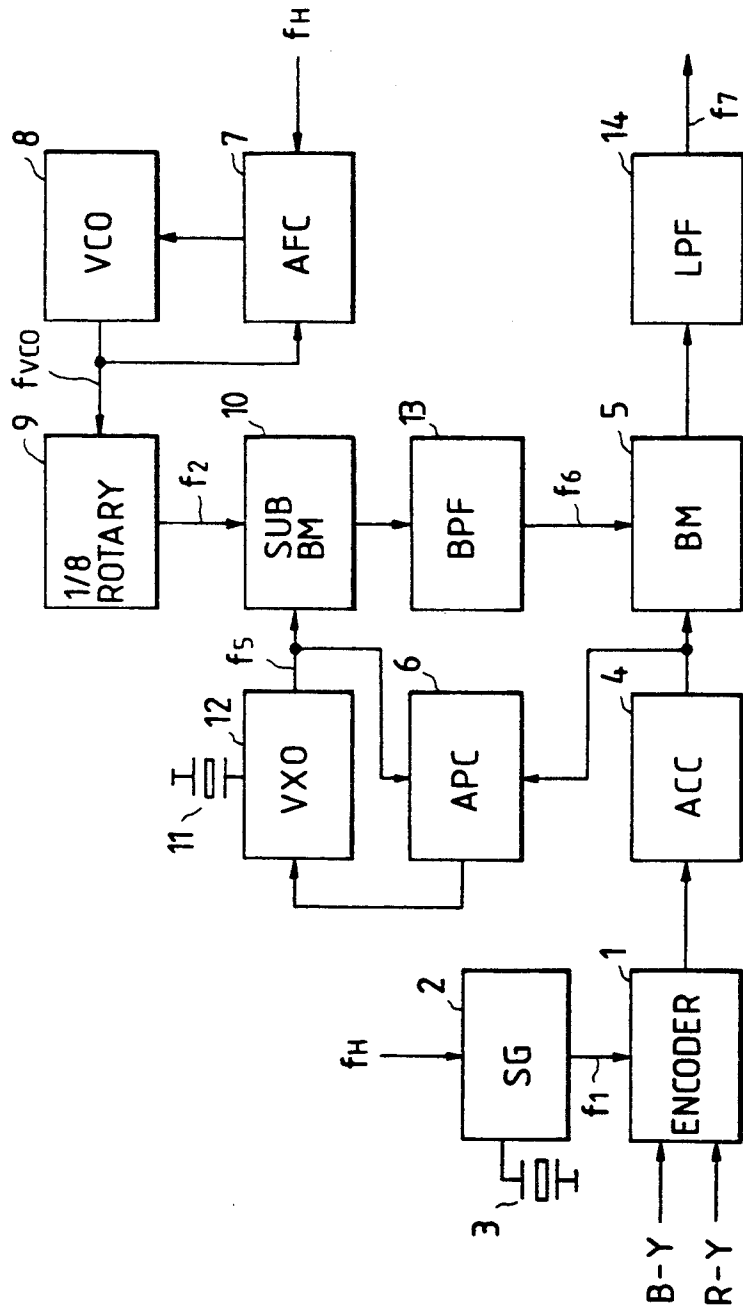 fH
8
VCO
7
AFC
fVCO
9
1/8
ROTARY
f2
10
SUB
BM
13
BPF
f6
14
LPF
f7
5
BM
f5
12
VXO
11
6
APC
4
ACC
fH
2
SG
3
f1
1
ENCODER
B-Y
R-Y